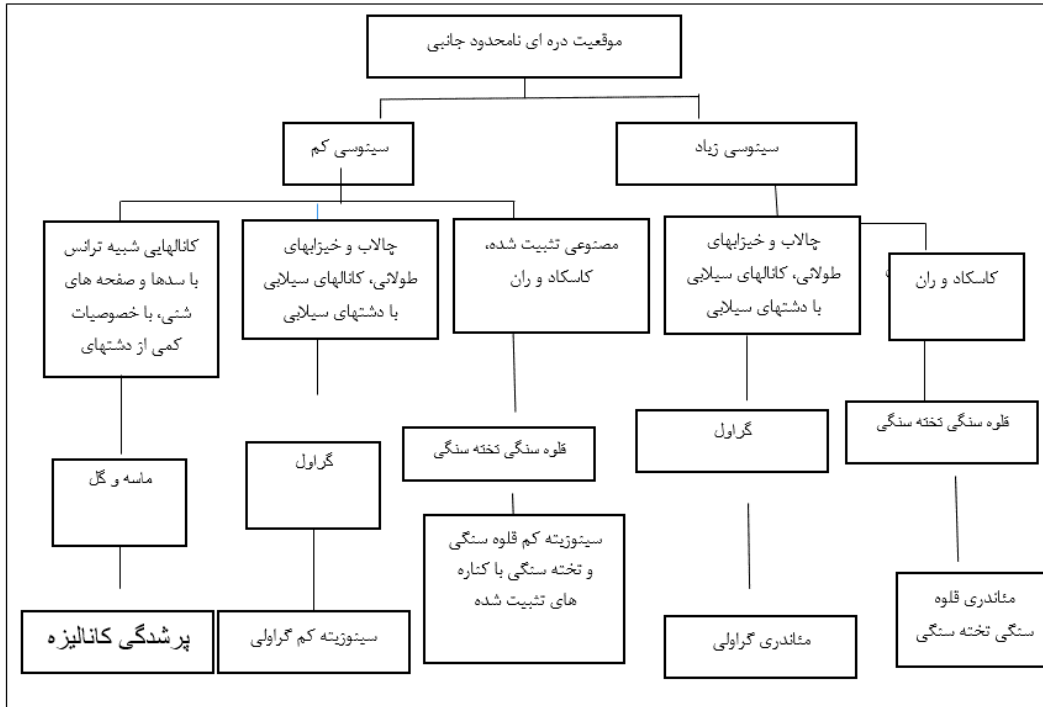 موقعیت دره ای نامحدود جانبی
سینوسی زیاد
سینوسی کم
کاسکاد و ران
چالاب و خیزابهای
طولائی، کانالهای سیلابی
با دشتهای سیلابی
مصنوعی تثبیت شده،
کاسکاد و ران
چالاب و خیزابهای
طولائی، کانالهای سیلابی
با دشتهای سیلابی
کانالهایی شبیه ترانس
با سدها و صفحه های
شنی، با خصوصیات
کمی از دشتهای
قلوه سنگی تخته سنگی
گراول
قلوه سنگی تخته سنگی
گراول
ماسه و گل
مئاندری قلوه
سنگی تخته سنگی
مئاندری گراولی
سینوزیته کم قلوه سنگی
و تخته سنگی با کناره
های تثبیت شده
سینوزیته کم گراولی
پرشدگی کانالیزه